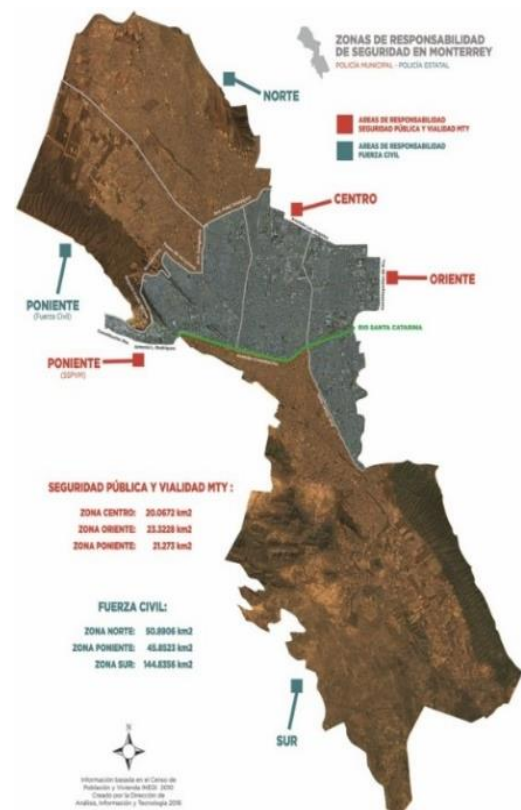 ZONAS DE RESPONSABILIDAD
DE SEGURIDAD EN MONTERREY
POLICÍA MUNICIPAL - POLICÍA ESTATAL
AREAS DE RESPONSABILIDAD
SEGURIDAD PÚBLICA Y VIALIDAD MTY
AREAS DE RESPONSABILIDAD
FUERZA CIVIL
NORTE
CENTRO
ORIENTE
RIO SANTA CATARINA
PONIENTE
(Fuerza Civil)
PONIENTE
(SSPVM)
SEGURIDAD PÚBLICA Y VIALIDAD MTY :
ZONA CENTRO: 20.0672 km2
ZONA ORIENTE: 23.3228 km2
ZONA PONIENTE: 21.273 km2
FUERZA CIVIL:
ZONA NORTE: 50.8906 km2
ZONA PONIENTE: 45.8523 km2
ZONA SUR: 144.8356 km2
SUR
N
Información basada en el Censo de
Población y Vivienda INEGI 2010
Creado por la Dirección de
Análisis, Información y Tecnología 2016